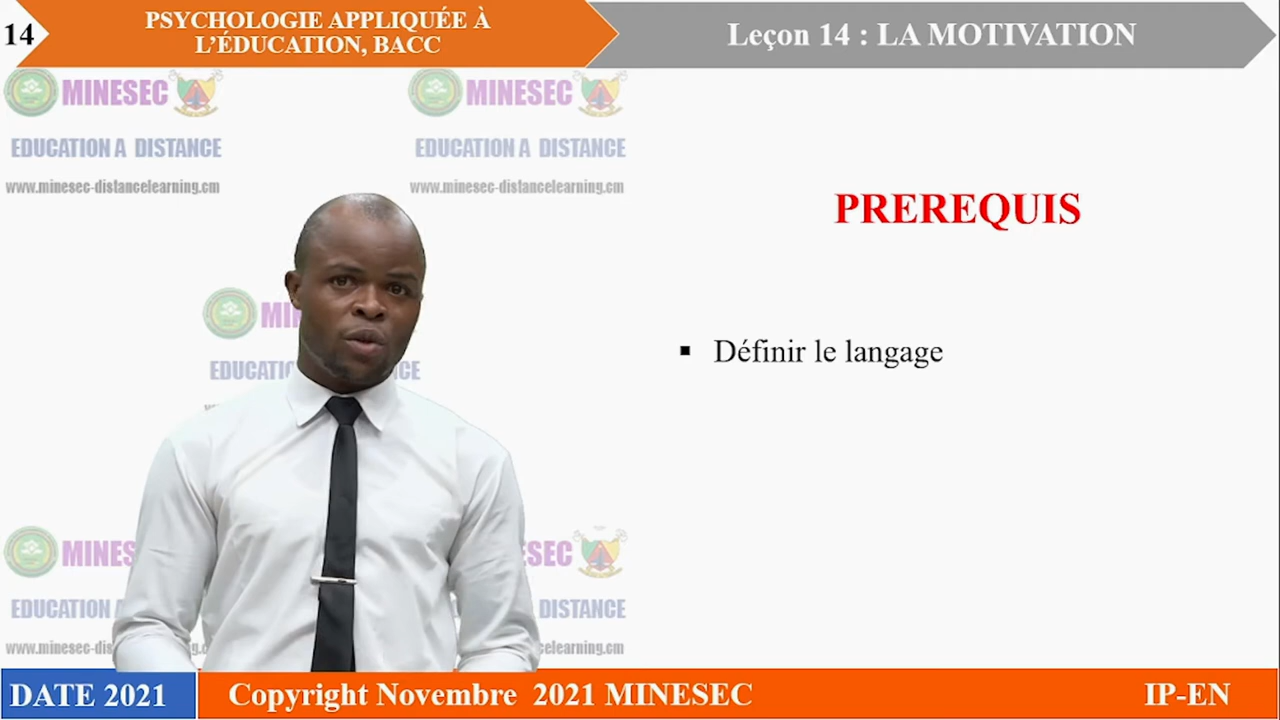 14
PSYCHOLOGIE APPLIQUÉE À
L’ÉDUCATION, BACC
Leçon 14 : LA MOTIVATION
MINESEC
EDUCATION A DISTANCE
www.minesec-distancelearning.cm
MINESEC
EDUCATION A DISTANCE
www.minesec-distancelearning.cm
PREREQUIS
▪ Définir le langage
DATE 2021
Copyright Novembre 2021 MINESEC
IP-EN